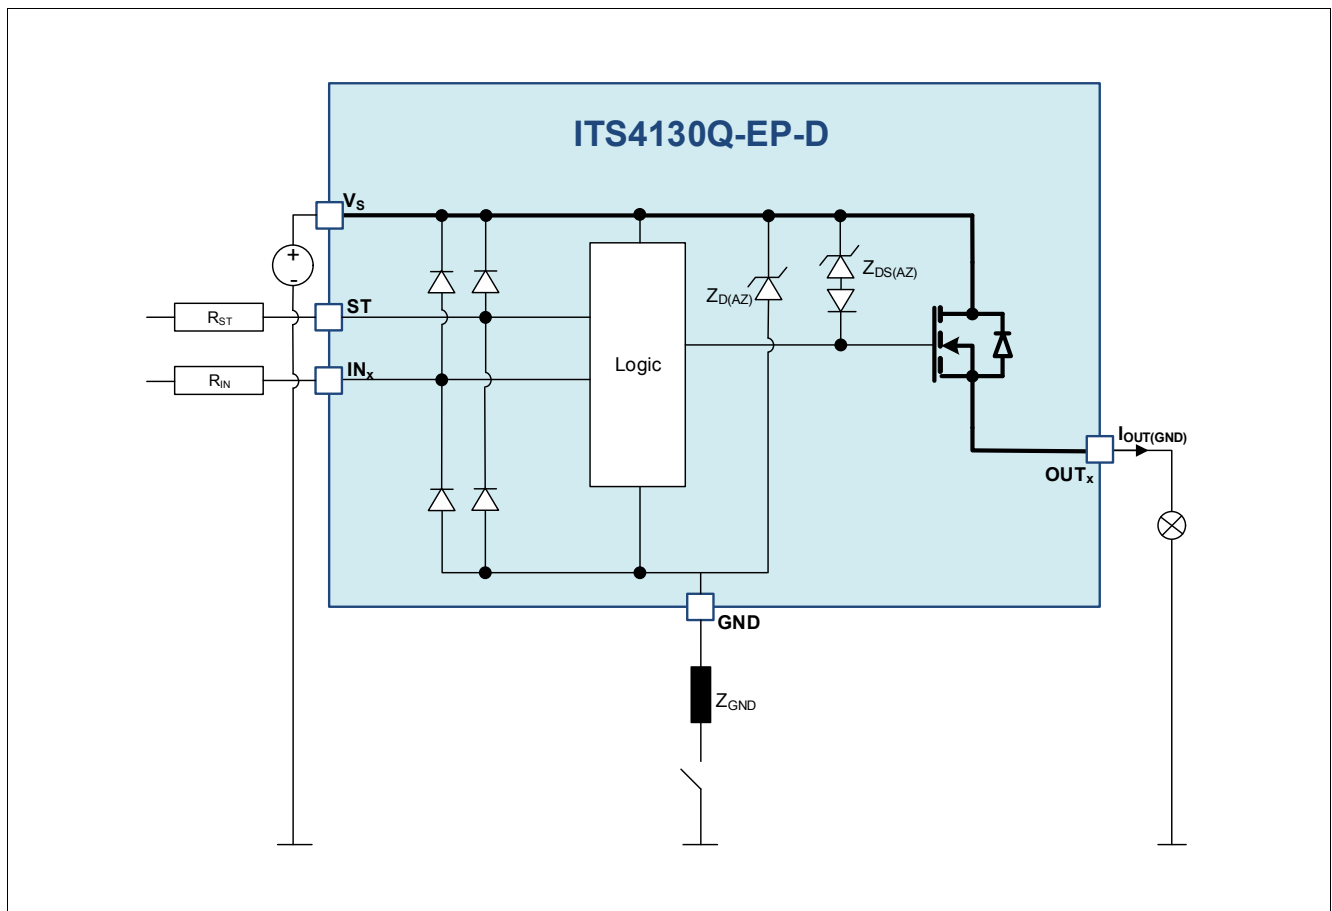 ITS4130Q-EP-D
VS
+
-
ZDS(AZ)
ZD(AZ)
ST
RST
Logic
INx
RIN
IOUT(GND)
OUTx
GND
ZGND